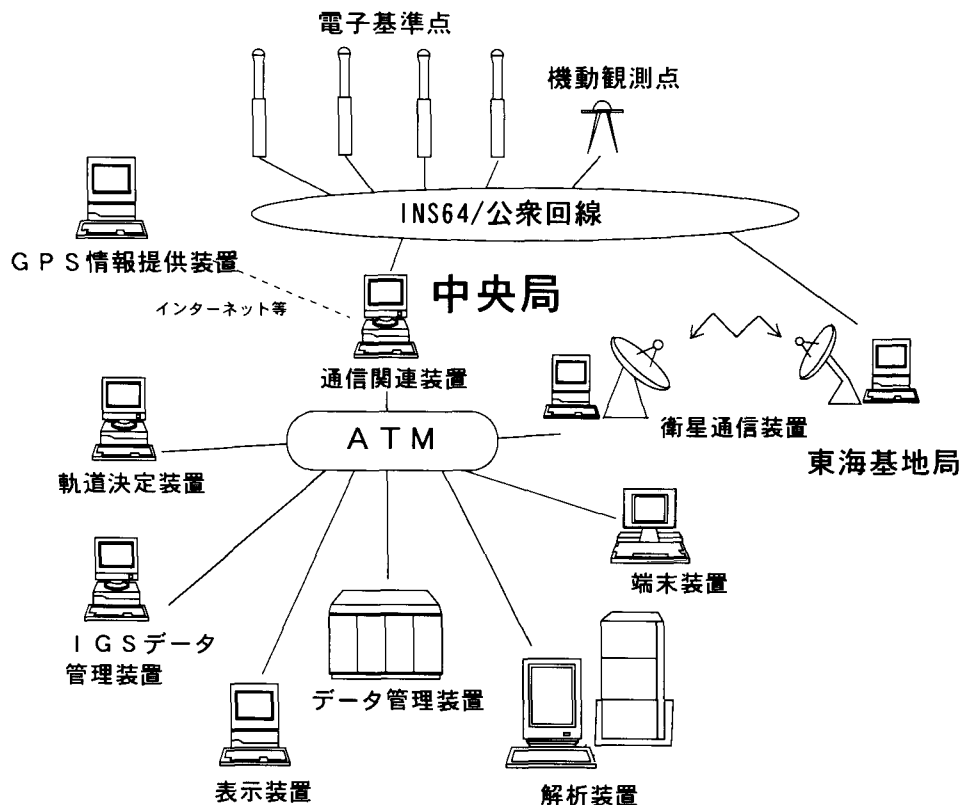 電子基準点
機動観測点
INS64/公衆回線
GPS情報提供装置
中央局
インターネット等
通信関連装置
衛星通信装置
ATM
東海基地局
軌道決定装置
端末装置
IGSデータ
管理装置
データ管理装置
表示装置
解析装置